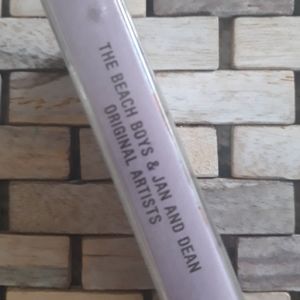 THE BEACH BOYS & JAN AND DEAN
ORIGINAL ARTISTS